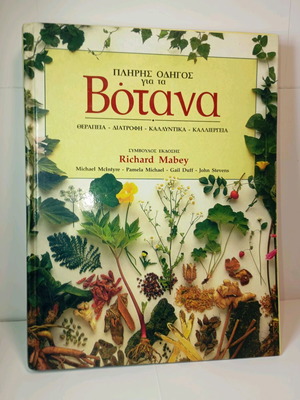 ΠΛΗΡΗΣ ΟΔΗΓΟΣ
για τα
Βότανα
ΘΕΡΑΠΕΙΑ - ΔΙΑΤΡΟΦΗ - ΚΑΛΛΥΝΤΙΚΑ - ΚΑΛΛΙΕΡΓΕΙΑ
ΣΥΜΒΟΥΛΟΣ ΕΚΔΟΣΗΣ
Richard Mabey
Michael McIntyre - Pamela Michael - Gail Duff - John Stevens